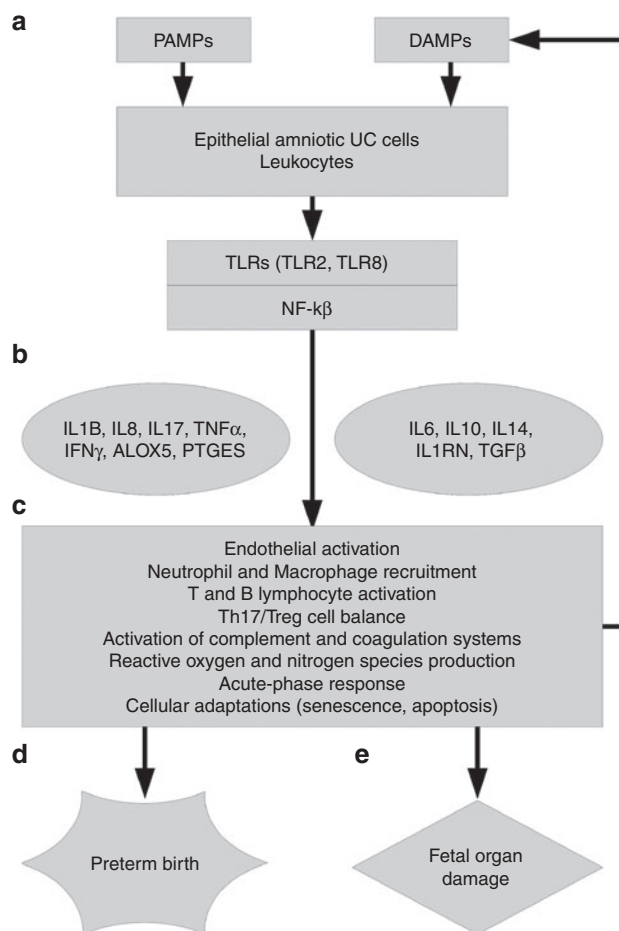 a
PAMPs
DAMPs
Epithelial amniotic UC cells
Leukocytes
TLRs (TLR2, TLR8)
NF-kβ
b
IL1B, IL8, IL17, TNFα,
IFNγ, ALOX5, PTGES
IL6, IL10, IL14,
IL1RN, TGFβ
c
Endothelial activation
Neutrophil and Macrophage recruitment
T and B lymphocyte activation
Th17/Treg cell balance
Activation of complement and coagulation systems
Reactive oxygen and nitrogen species production
Acute-phase response
Cellular adaptations (senescence, apoptosis)
d
Preterm birth
e
Fetal organ
damage